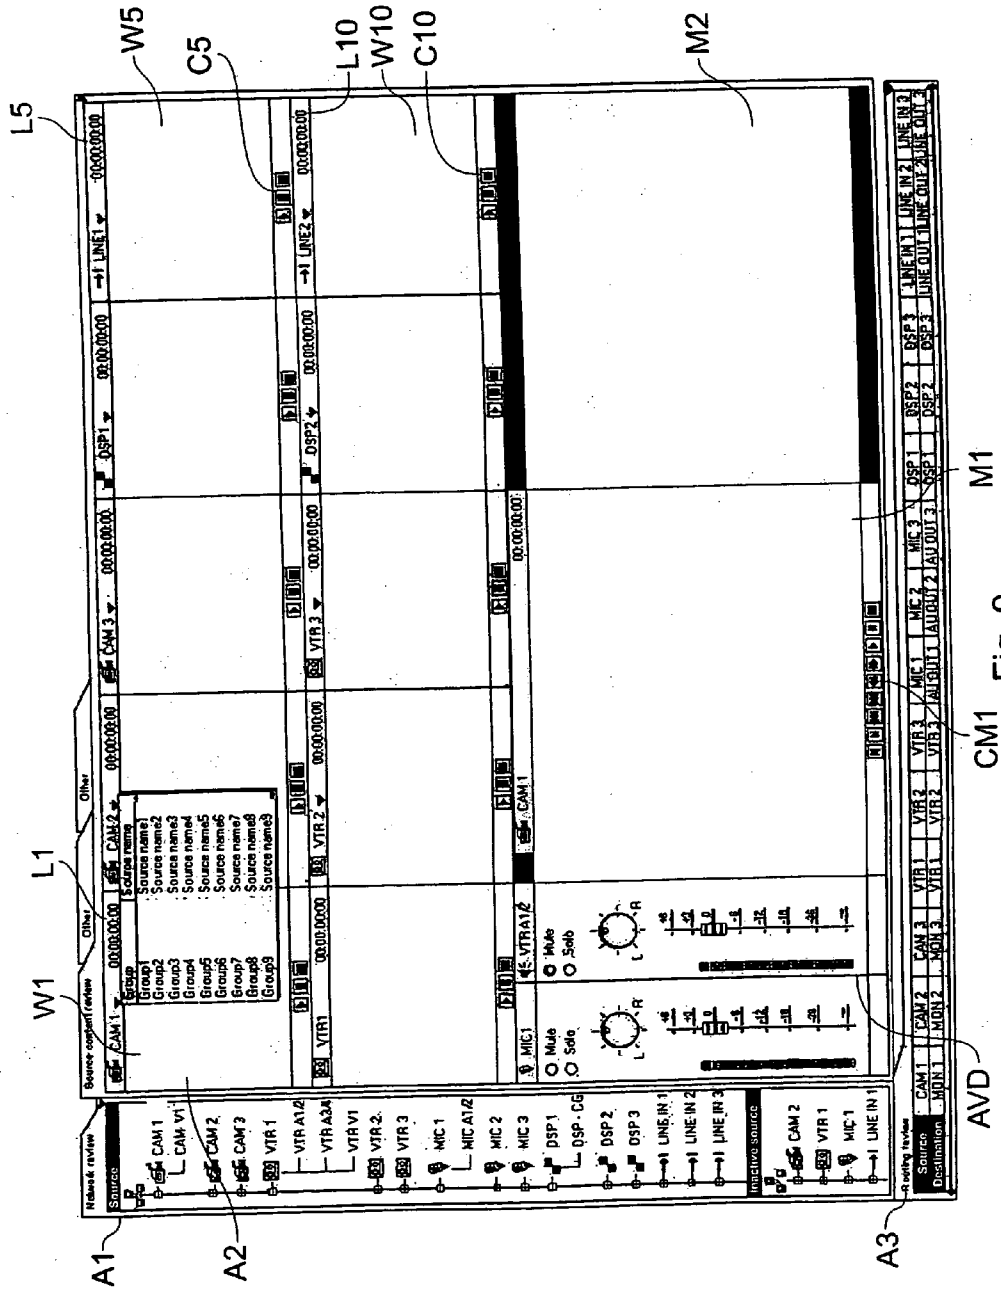 W1
L1
L5
W5
C5
L10
W10
C10
M2
A1
A2
A3
AVD
CM1
M1
Network review
Source
CAM 1
CAM V1
CAM 2
CAM 3
VTR 1
VTR A1/2
VTR A3/4
VTR V1
VTR 2
VTR 3
MIC 1
MIC A1/2
MIC 2
MIC 3
DSP 1
DSP-CG
DSP 2
DSP 3
LINE IN 1
LINE IN 2
LINE IN 3
Inactive source
CAM 2
VTR 1
MIC 1
LINE IN 1
Source content review
Other
Other
CAM 1 00:00:00:00
CAM 2 00:00:00:00
CAM 3 00:00:00:00
DSP1 00:00:00:00
LINE1 00:00:00:00
Group Source name
Group1 Source name1
Group2 Source name2
Group3 Source name3
Group4 Source name4
Group5 Source name5
Group6 Source name6
Group7 Source name7
Group8 Source name8
Group9 Source name9
VTR1 00:00:00:00
VTR 2 00:00:00:00
VTR 3 00:00:00:00
DSP2 00:00:00:00
LINE2 00:00:00:00
MIC1
Mute
Solo
L R
VTRA1/2
Mute
Solo
L R
CAM 1 00:00:00:00
Routing review
Source CAM 1 CAM 2 CAM 3 VTR 1 VTR 2 VTR 3 MIC 1 MIC 2 MIC 3 DSP 1 DSP 2 DSP 3 LINE IN 1 LINE IN 2 LINE IN 3
Destination MON 1 MON 2 MON 3 VTR 1 VTR 2 VTR 3 AU OUT 1 AU OUT 2 AU OUT 3 DSP 1 DSP 2 DSP 3 LINE OUT 1 LINE OUT 2 LINE OUT 3